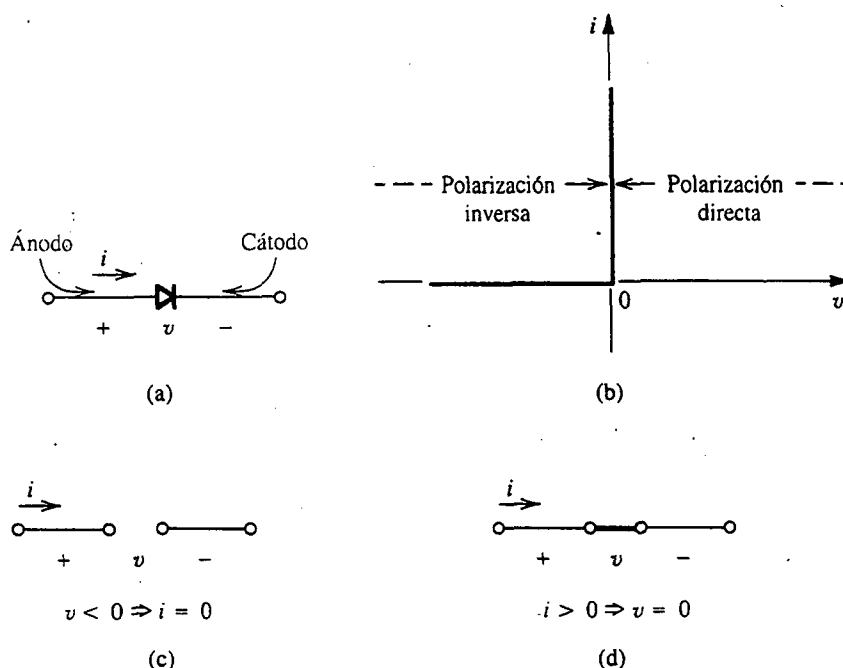 i
Polarización
inversa
Polarización
directa
0
v
Ánodo
i
Cátodo
+ v -
(a)
(b)
i
+ v -
v < 0 ⇒ i = 0
(c)
i
+ v -
i > 0 ⇒ v = 0
(d)